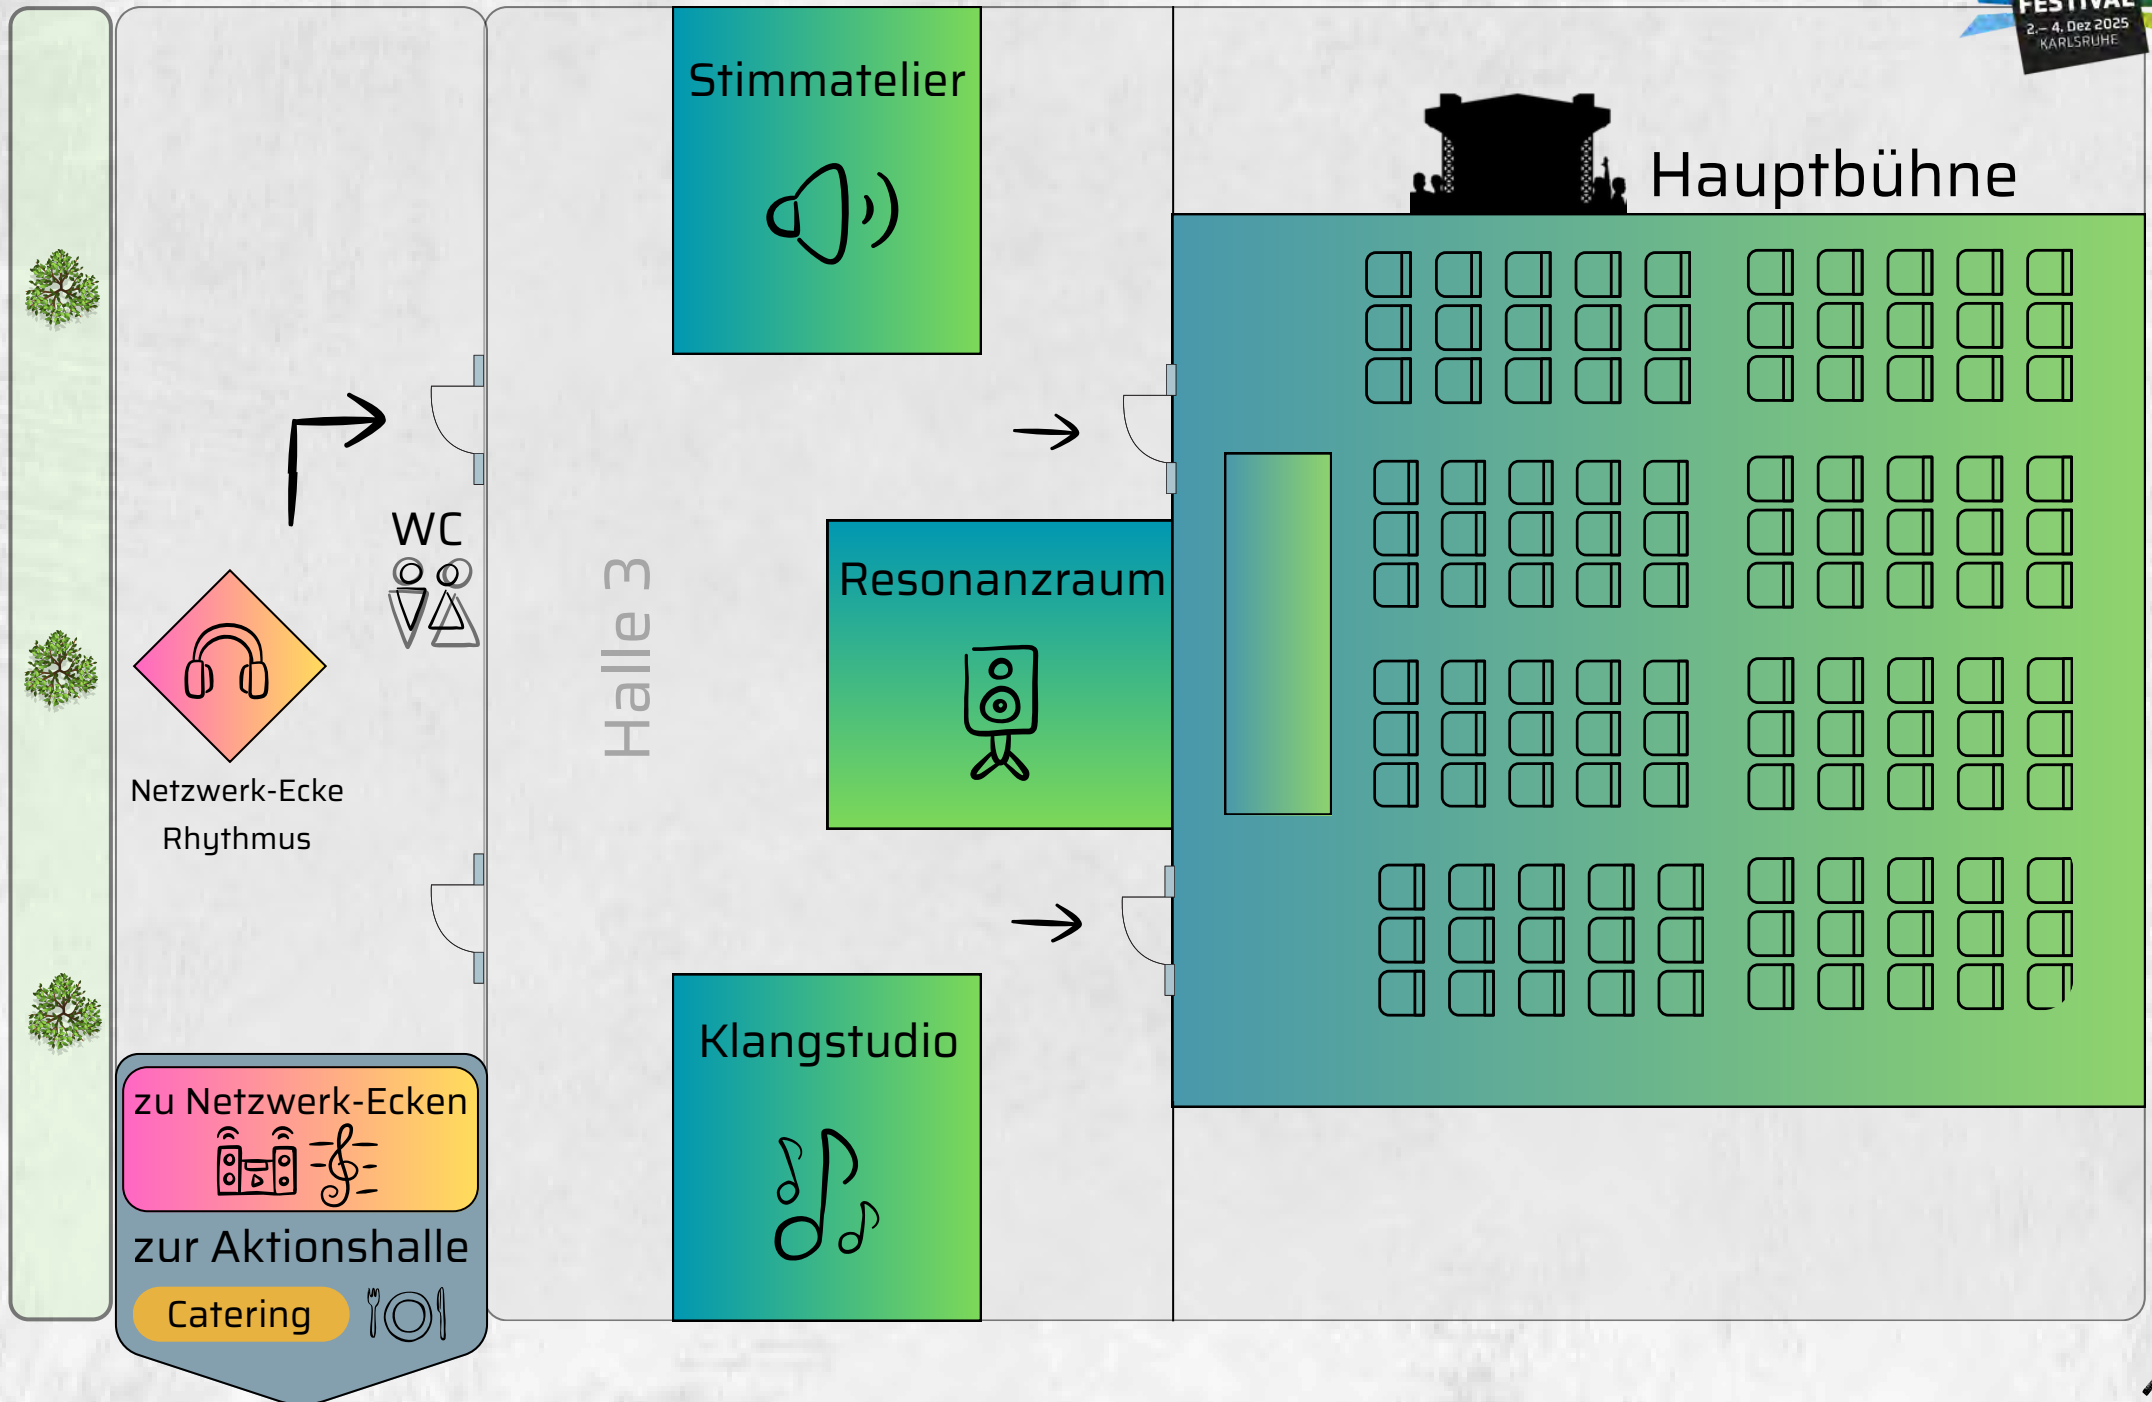 FESTIVAL
2.– 4. Dez 2025
KARLSRUHE
Stimmatelier
Hauptbühne
WC
Resonanzraum
Halle 3
Netzwerk-Ecke
Rhythmus
Klangstudio
zu Netzwerk-Ecken
zur Aktionshalle
Catering